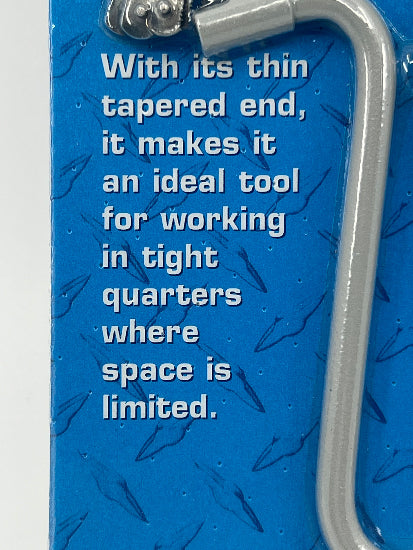 With its thin
tapered end,
it makes it
an ideal tool
for working
in tight
quarters
where
space is
limited.